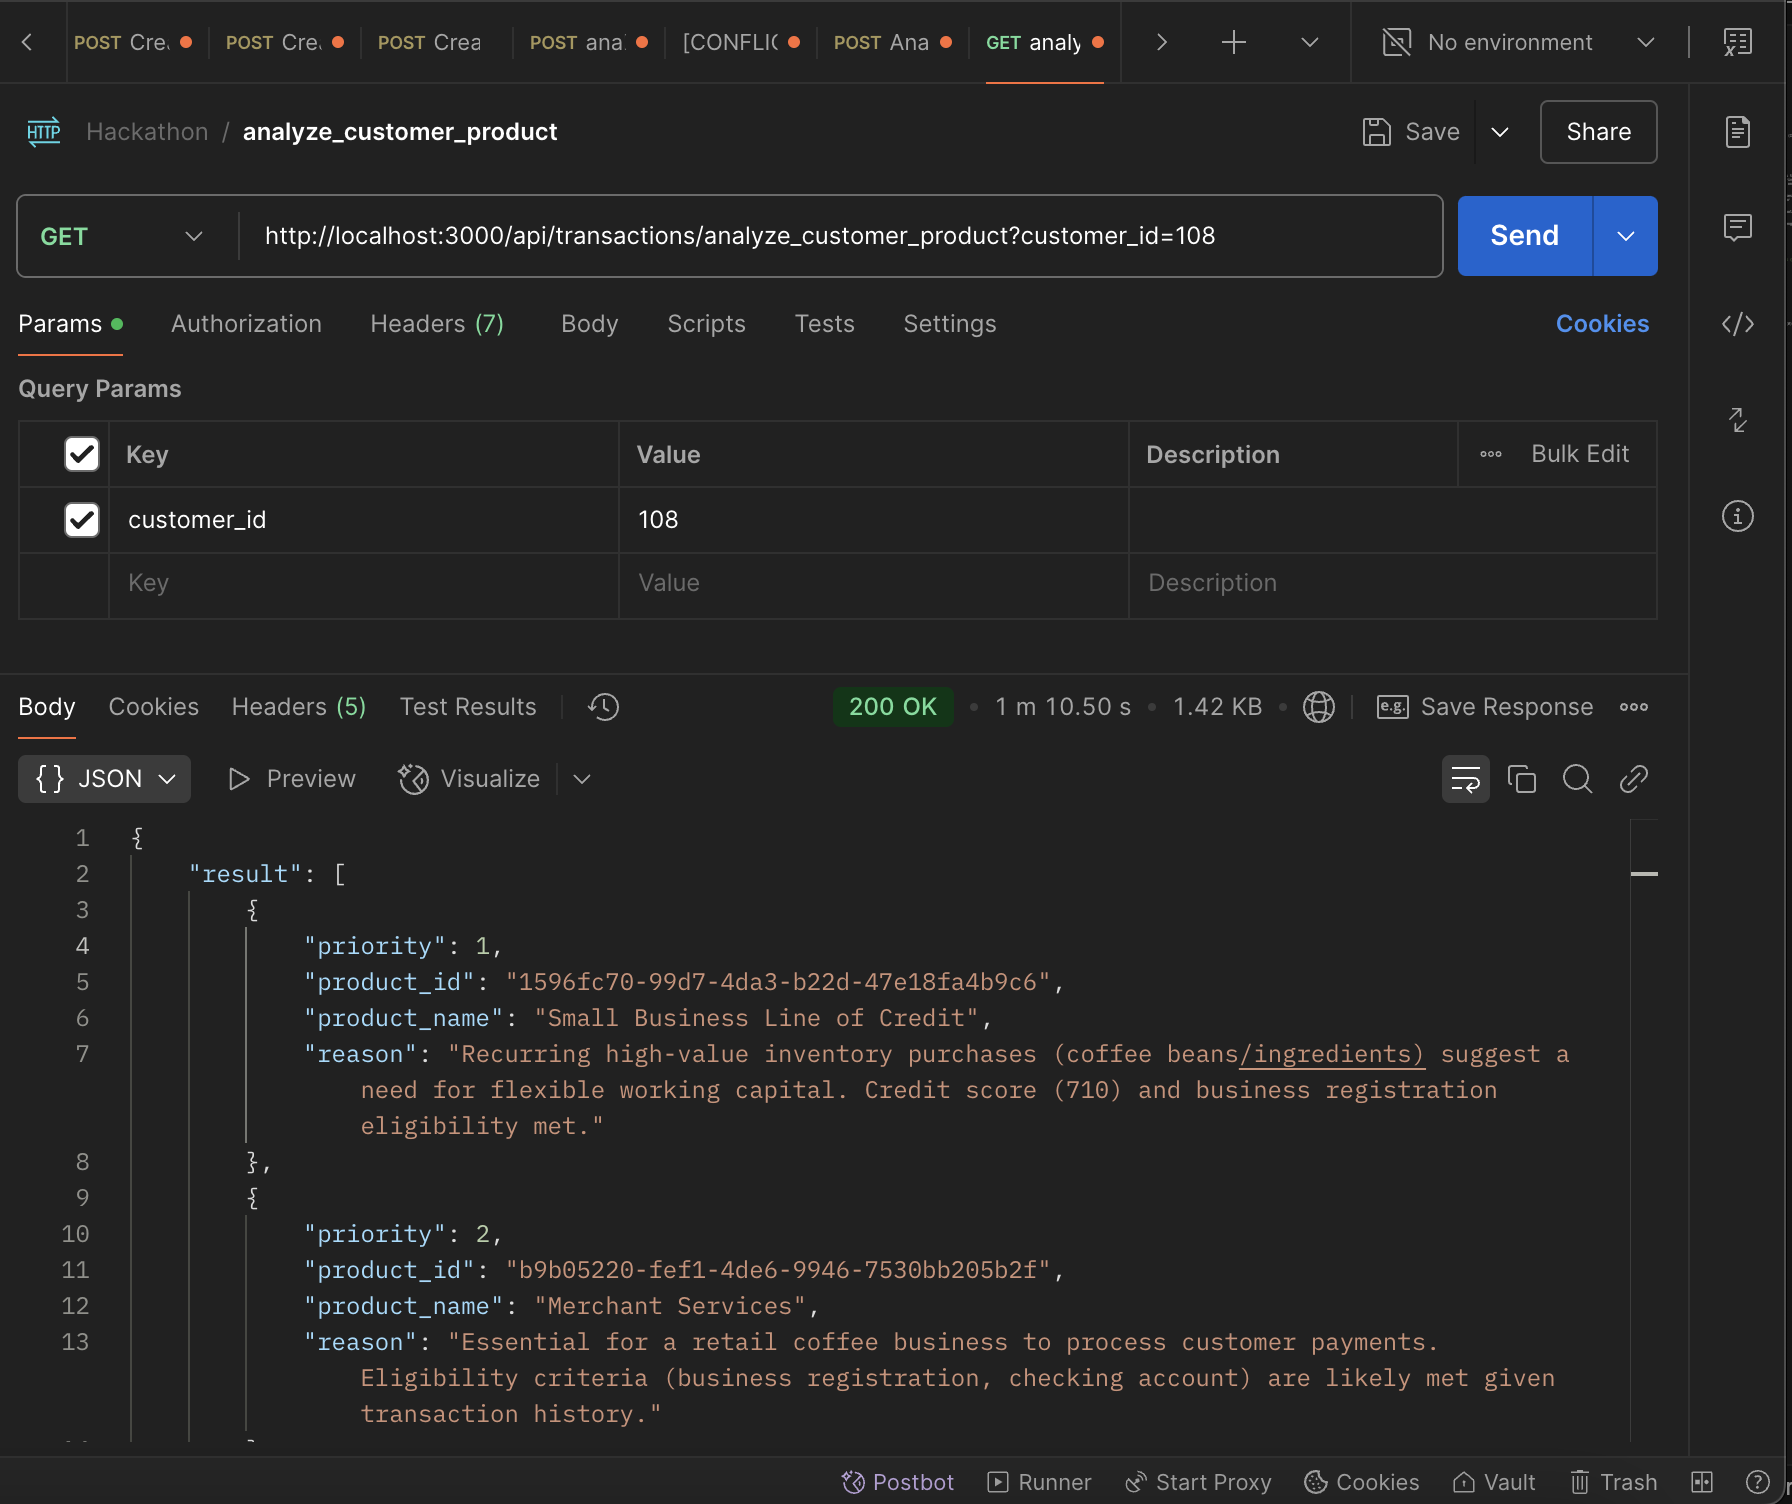 POST Cre POST Cre POST Crea POST ana [CONFLI POST Ana GET analy No environment
HTTP Hackathon / analyze_customer_product Save Share
GET http://localhost:3000/api/transactions/analyze_customer_product?customer_id=108 Send
Params Authorization Headers (7) Body Scripts Tests Settings Cookies
Query Params
Key Value Description Bulk Edit
customer_id 108
Key Value Description
Body Cookies Headers (5) Test Results 200 OK • 1 m 10.50 s • 1.42 KB • e.g. Save Response
{} JSON Preview Visualize
1 {
2 "result": [
3 {
4 "priority": 1,
5 "product_id": "1596fc70-99d7-4da3-b22d-47e18fa4b9c6",
6 "product_name": "Small Business Line of Credit",
7 "reason": "Recurring high-value inventory purchases (coffee beans/ingredients) suggest a
need for flexible working capital. Credit score (710) and business registration
eligibility met."
8 },
9 {
10 "priority": 2,
11 "product_id": "b9b05220-fef1-4de6-9946-7530bb205b2f",
12 "product_name": "Merchant Services",
13 "reason": "Essential for a retail coffee business to process customer payments.
Eligibility criteria (business registration, checking account) are likely met given
transaction history."
Postbot Runner Start Proxy Cookies Vault Trash